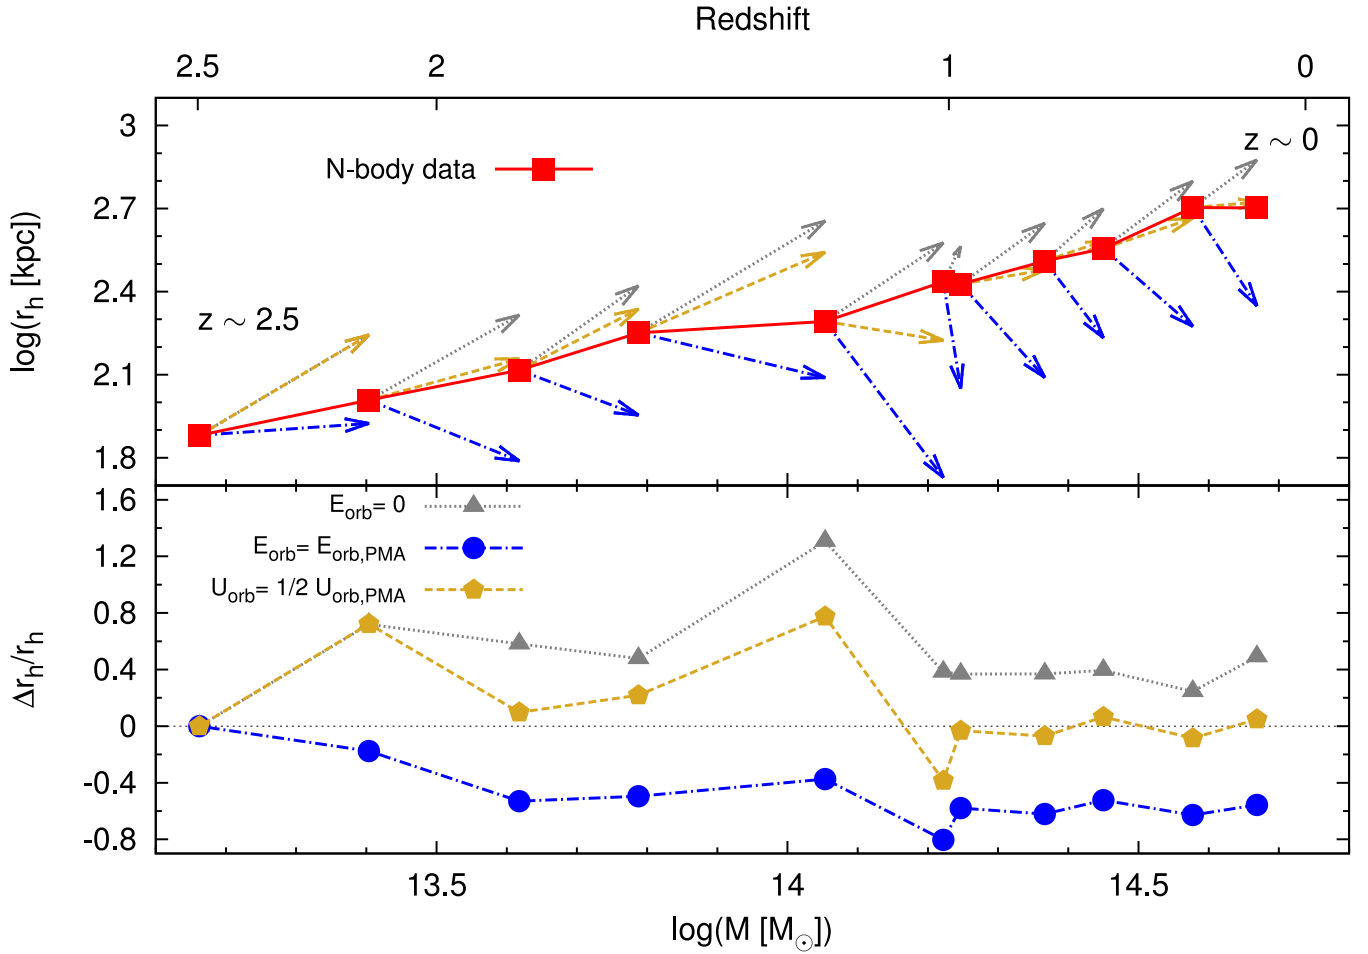 Redshift
2.5 2 1 0
3
2.7
2.4
2.1
1.8
log(r_h [kpc])
N-body data
z ~ 0
z ~ 2.5
1.6
1.2
0.8
0.4
0
-0.4
-0.8
Δr_h/r_h
E_orb= 0
E_orb= E_orb,PMA
U_orb= 1/2 U_orb,PMA
13.5 14 14.5
log(M [M_⊙])